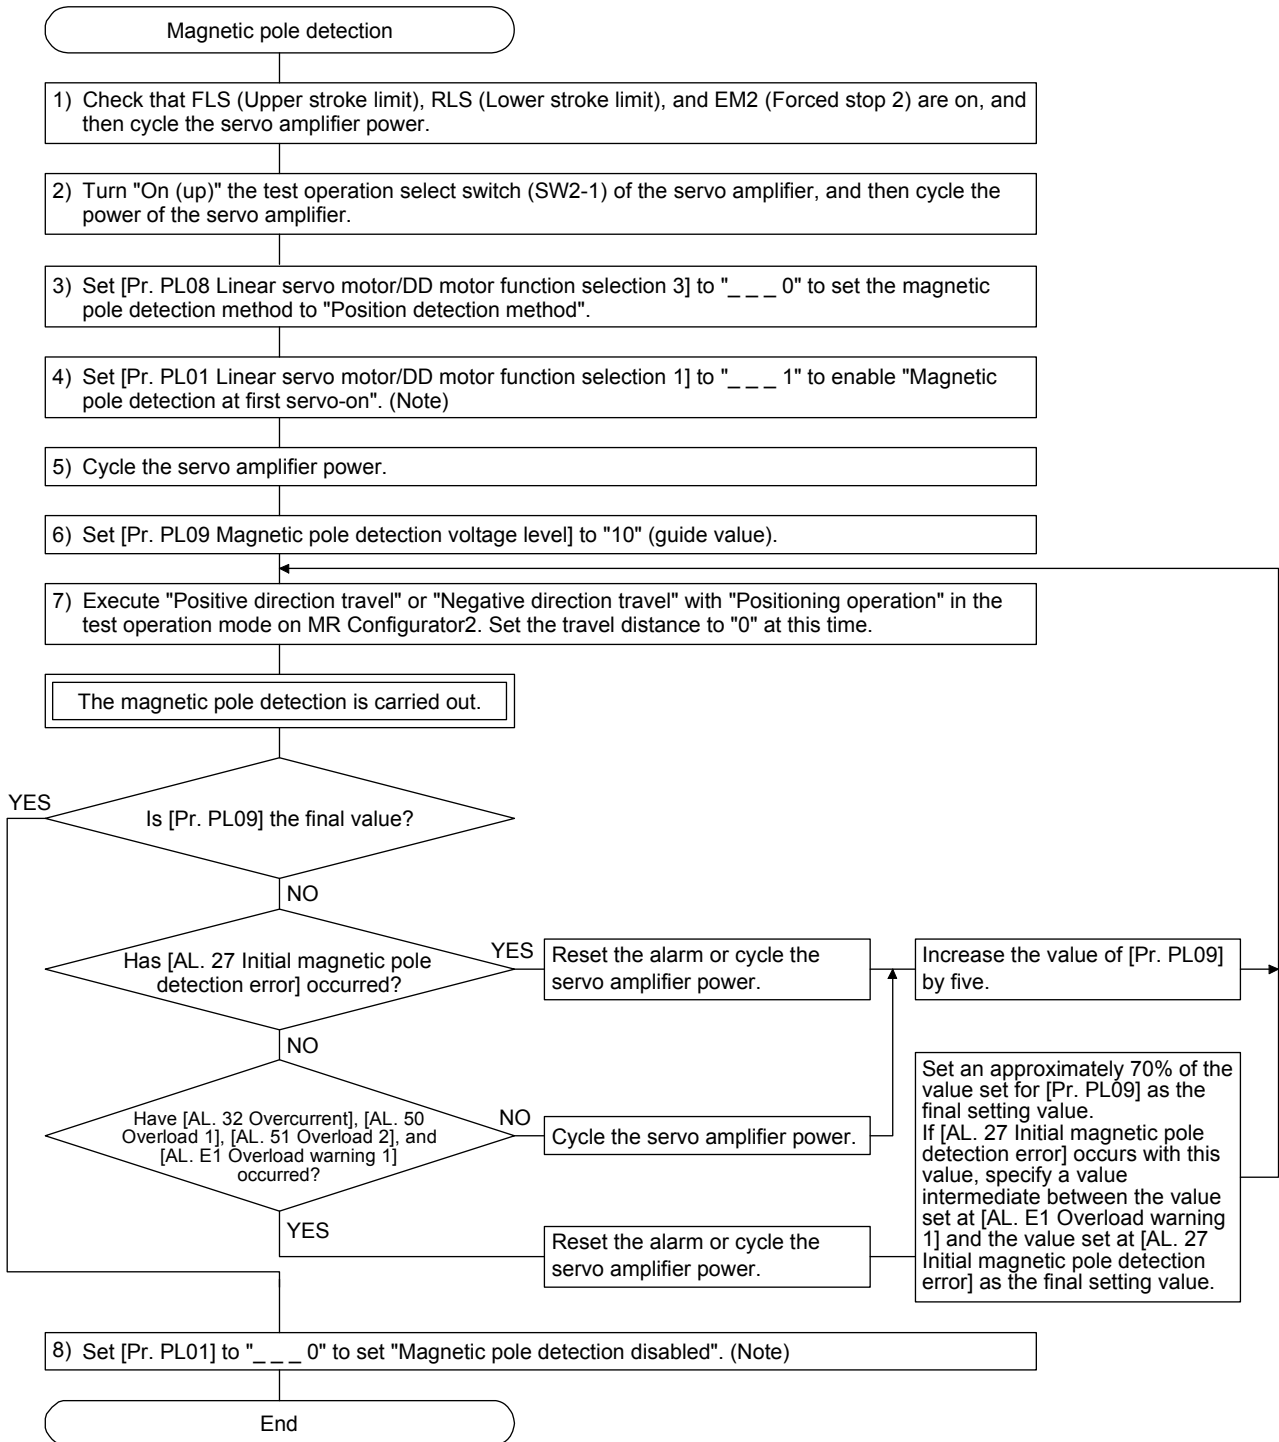 Magnetic pole detection
1) Check that FLS (Upper stroke limit), RLS (Lower stroke limit), and EM2 (Forced stop 2) are on, and
then cycle the servo amplifier power.
2) Turn "On (up)" the test operation select switch (SW2-1) of the servo amplifier, and then cycle the
power of the servo amplifier.
3) Set [Pr. PL08 Linear servo motor/DD motor function selection 3] to "_ _ _ 0" to set the magnetic
pole detection method to "Position detection method".
4) Set [Pr. PL01 Linear servo motor/DD motor function selection 1] to "_ _ _ 1" to enable "Magnetic
pole detection at first servo-on". (Note)
5) Cycle the servo amplifier power.
6) Set [Pr. PL09 Magnetic pole detection voltage level] to "10" (guide value).
7) Execute "Positive direction travel" or "Negative direction travel" with "Positioning operation" in the
test operation mode on MR Configurator2. Set the travel distance to "0" at this time.
The magnetic pole detection is carried out.
YES
Is [Pr. PL09] the final value?
NO
Has [AL. 27 Initial magnetic pole
detection error] occurred?
YES
Reset the alarm or cycle the
servo amplifier power.
Increase the value of [Pr. PL09]
by five.
NO
Have [AL. 32 Overcurrent], [AL. 50
Overload 1], [AL. 51 Overload 2], and
[AL. E1 Overload warning 1]
occurred?
NO
Cycle the servo amplifier power.
YES
Reset the alarm or cycle the
servo amplifier power.
Set an approximately 70% of the
value set for [Pr. PL09] as the
final setting value.
If [AL. 27 Initial magnetic pole
detection error] occurs with this
value, specify a value
intermediate between the value
set at [AL. E1 Overload warning
1] and the value set at [AL. 27
Initial magnetic pole detection
error] as the final setting value.
8) Set [Pr. PL01] to "_ _ _ 0" to set "Magnetic pole detection disabled". (Note)
End